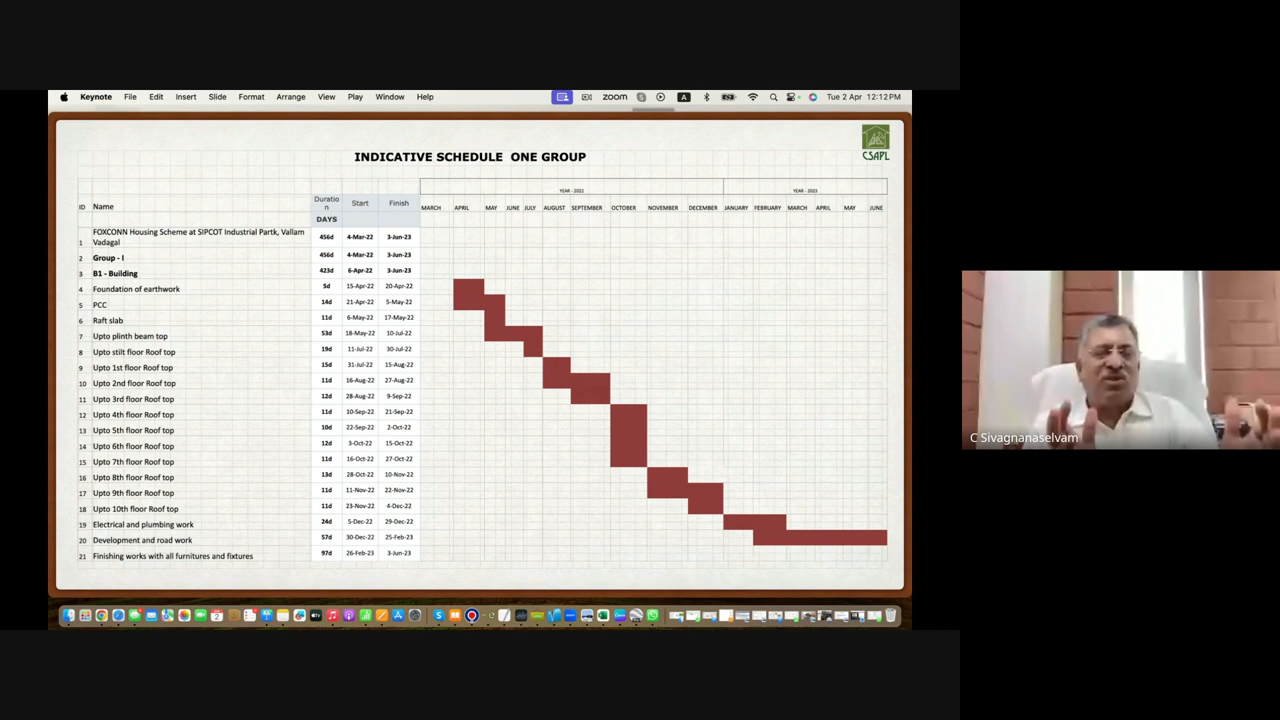 Keynote File Edit Insert Slide Format Arrange View Play Window Help zoom A Tue 2 Apr 12:12 PM
CSAPL
INDICATIVE SCHEDULE ONE GROUP
YEAR - 2022 YEAR - 2023
ID Name Duratio n Start Finish MARCH APRIL MAY JUNE JULY AUGUST SEPTEMBER OCTOBER NOVEMBER DECEMBER JANUARY FEBRUARY MARCH APRIL MAY JUNE
DAYS
1 FOXCONN Housing Scheme at SIPCOT Industrial Partk, Vallam Vadagal 456d 4-Mar-22 3-Jun-23
2 Group - I 456d 4-Mar-22 3-Jun-23
3 B1 - Building 423d 6-Apr-22 3-Jun-23
4 Foundation of earthwork 5d 15-Apr-22 20-Apr-22
5 PCC 14d 21-Apr-22 5-May-22
6 Raft slab 11d 6-May-22 17-May-22
7 Upto plinth beam top 53d 18-May-22 10-Jul-22
8 Upto stilt floor Roof top 19d 11-Jul-22 30-Jul-22
9 Upto 1st floor Roof top 15d 31-Jul-22 15-Aug-22
10 Upto 2nd floor Roof top 11d 16-Aug-22 27-Aug-22
11 Upto 3rd floor Roof top 12d 28-Aug-22 9-Sep-22
12 Upto 4th floor Roof top 11d 10-Sep-22 21-Sep-22
13 Upto 5th floor Roof top 10d 22-Sep-22 2-Oct-22
14 Upto 6th floor Roof top 12d 3-Oct-22 15-Oct-22
15 Upto 7th floor Roof top 11d 16-Oct-22 27-Oct-22
16 Upto 8th floor Roof top 13d 28-Oct-22 10-Nov-22
17 Upto 9th floor Roof top 11d 11-Nov-22 22-Nov-22
18 Upto 10th floor Roof top 11d 23-Nov-22 4-Dec-22
19 Electrical and plumbing work 24d 5-Dec-22 29-Dec-22
20 Development and road work 57d 30-Dec-22 25-Feb-23
21 Finishing works with all furnitures and fixtures 97d 26-Feb-23 3-Jun-23
C Sivagnanaselvam